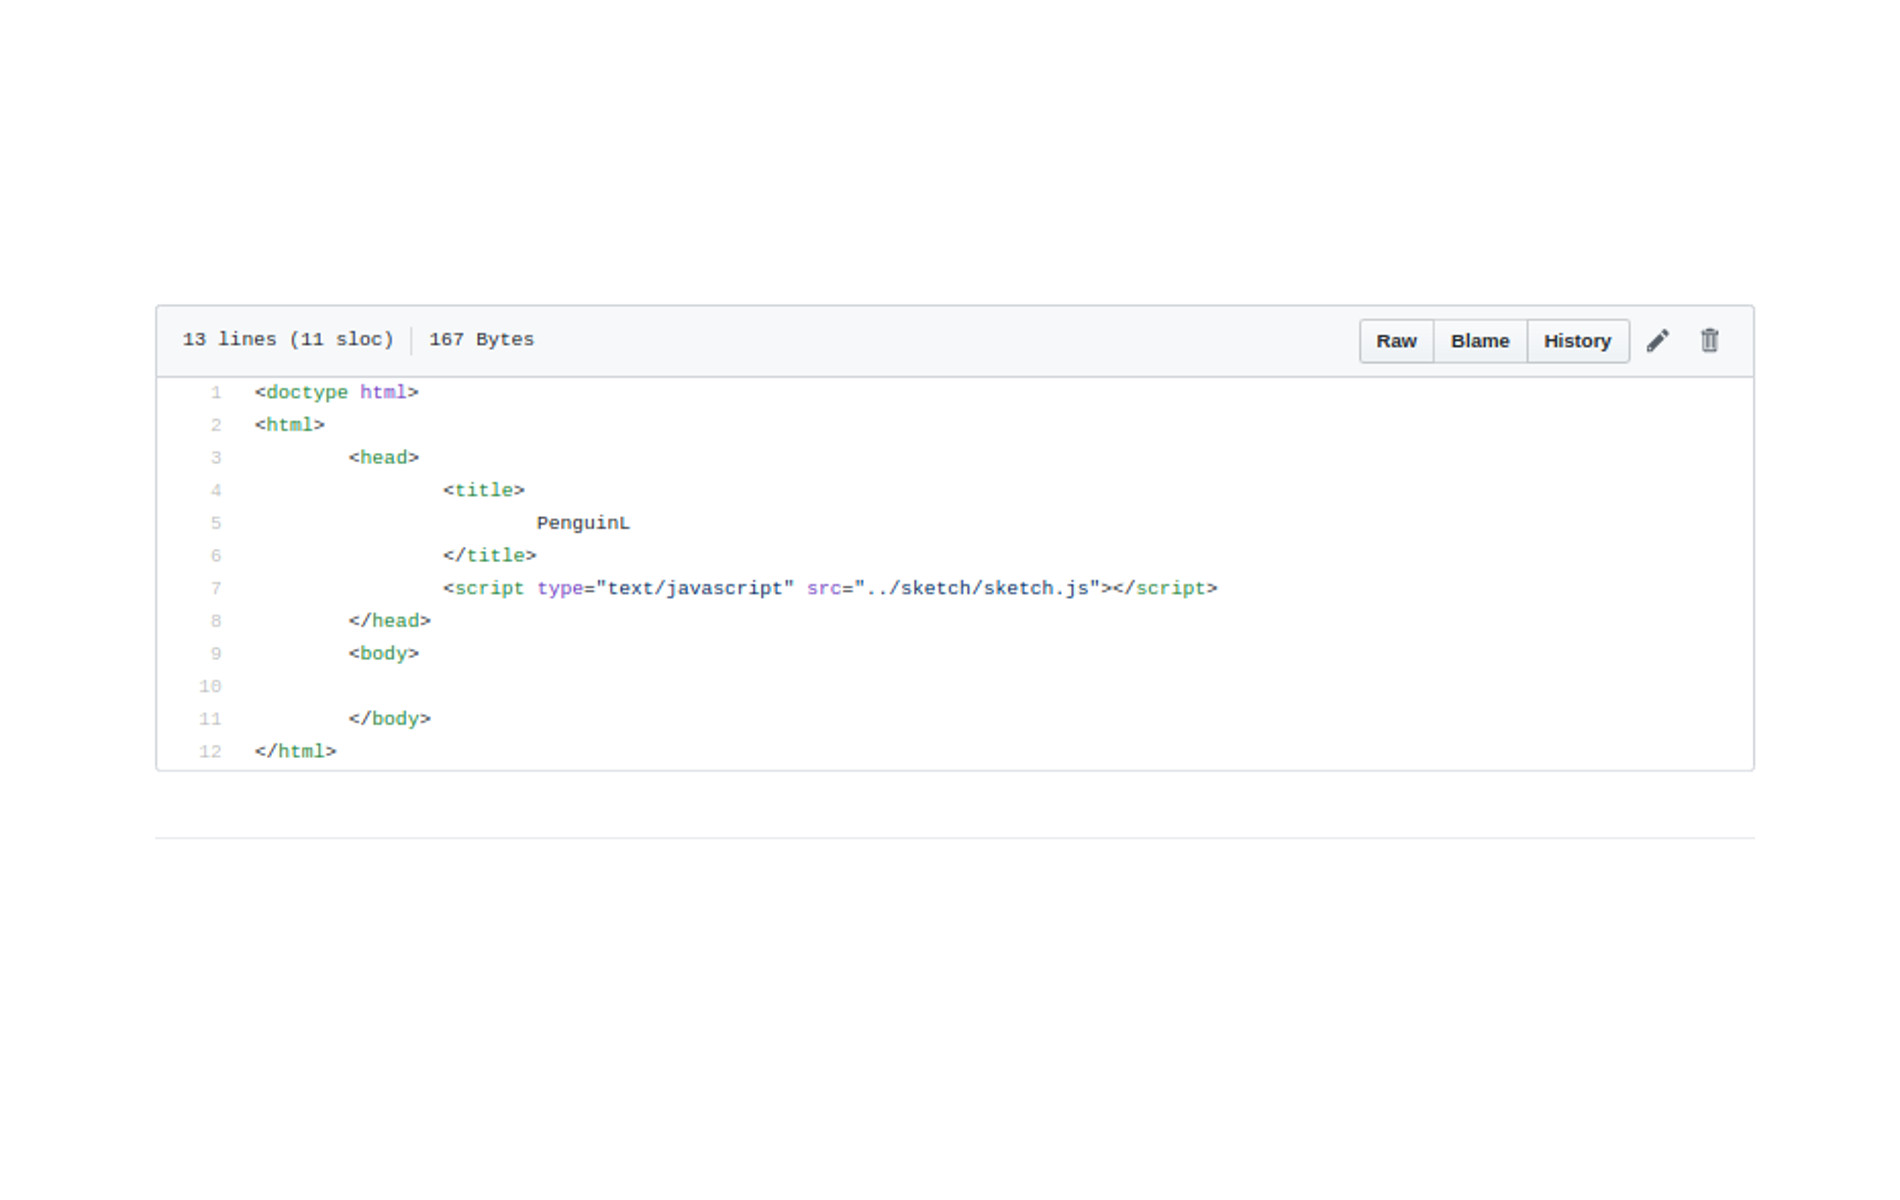 13 lines (11 sloc) 167 Bytes Raw Blame History
1 <doctype html>
2 <html>
3 <head>
4 <title>
5 PenguinL
6 </title>
7 <script type="text/javascript" src="../sketch/sketch.js"></script>
8 </head>
9 <body>
10
11 </body>
12 </html>